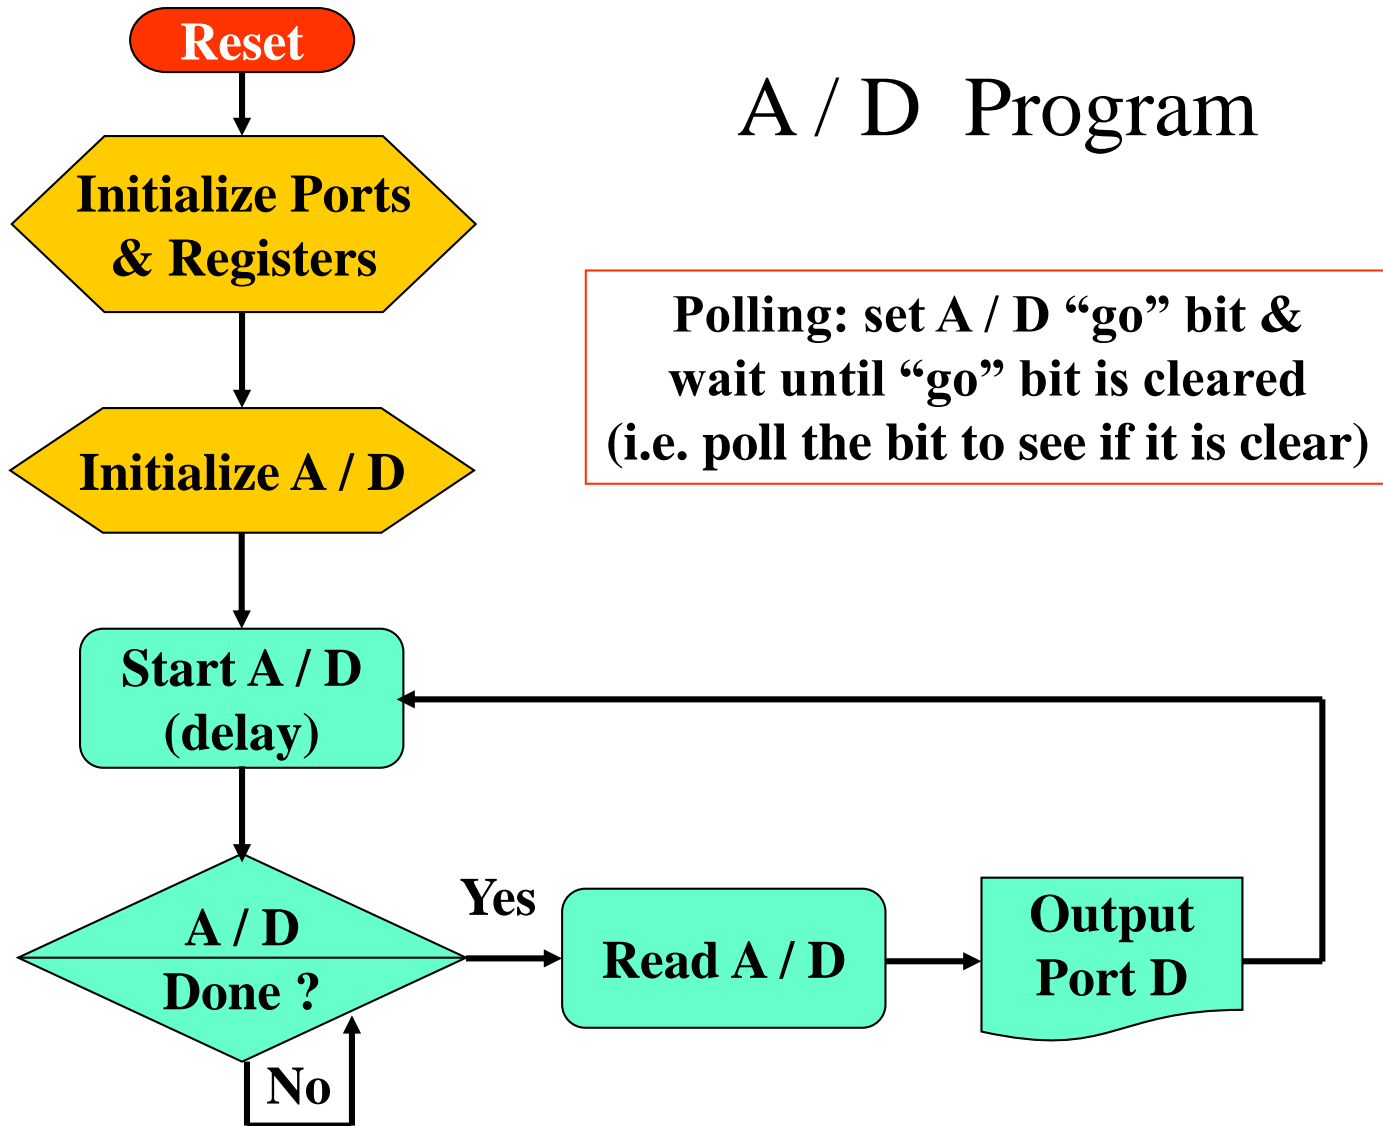 Reset
A / D Program
Initialize Ports
& Registers
Polling: set A / D “go” bit &
wait until “go” bit is cleared
(i.e. poll the bit to see if it is clear)
Initialize A / D
Start A / D
(delay)
A / D
Done ?
Yes
No
Read A / D
Output
Port D